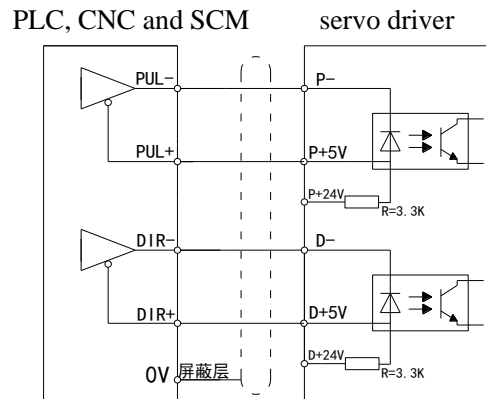 PLC, CNC and SCM servo driver
PUL- P-
PUL+ P+5V
P+24V
R=3.3K
DIR- D-
DIR+ D+5V
0V 屏蔽层 D+24V
R=3.3K